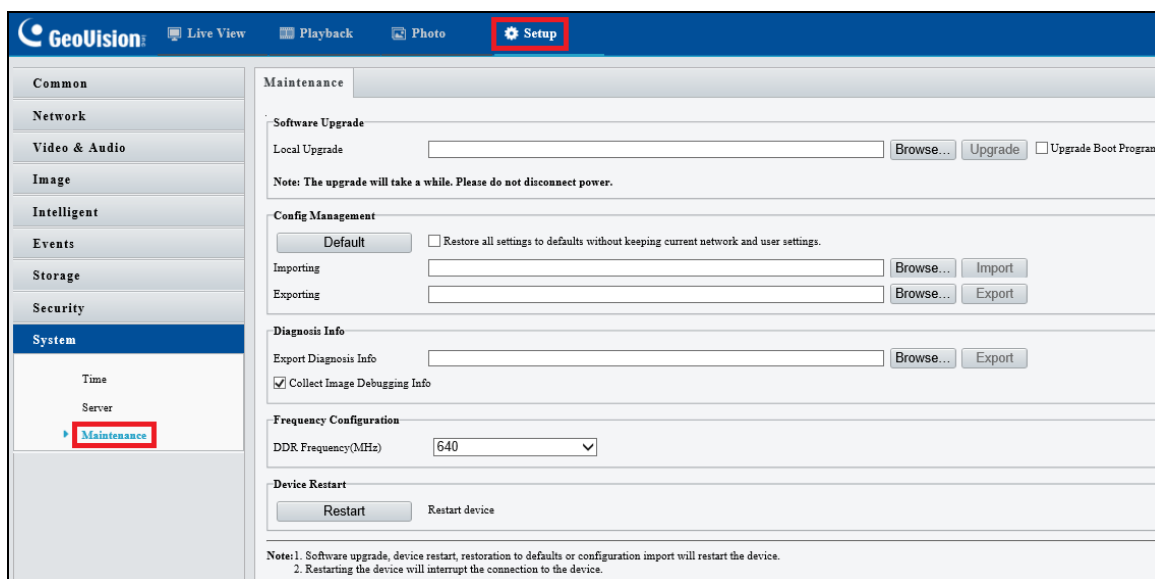 GeoVision Live View Playback Photo Setup
Common
Network
Video & Audio
Image
Intelligent
Events
Storage
Security
System
Time
Server
Maintenance
Maintenance
Software Upgrade
Local Upgrade Browse... Upgrade Upgrade Boot Program
Note: The upgrade will take a while. Please do not disconnect power.
Config Management
Default Restore all settings to defaults without keeping current network and user settings.
Importing Browse... Import
Exporting Browse... Export
Diagnosis Info
Export Diagnosis Info Browse... Export
Collect Image Debugging Info
Frequency Configuration
DDR Frequency(MHz) 640
Device Restart
Restart Restart device
Note:1. Software upgrade, device restart, restoration to defaults or configuration import will restart the device.
2. Restarting the device will interrupt the connection to the device.